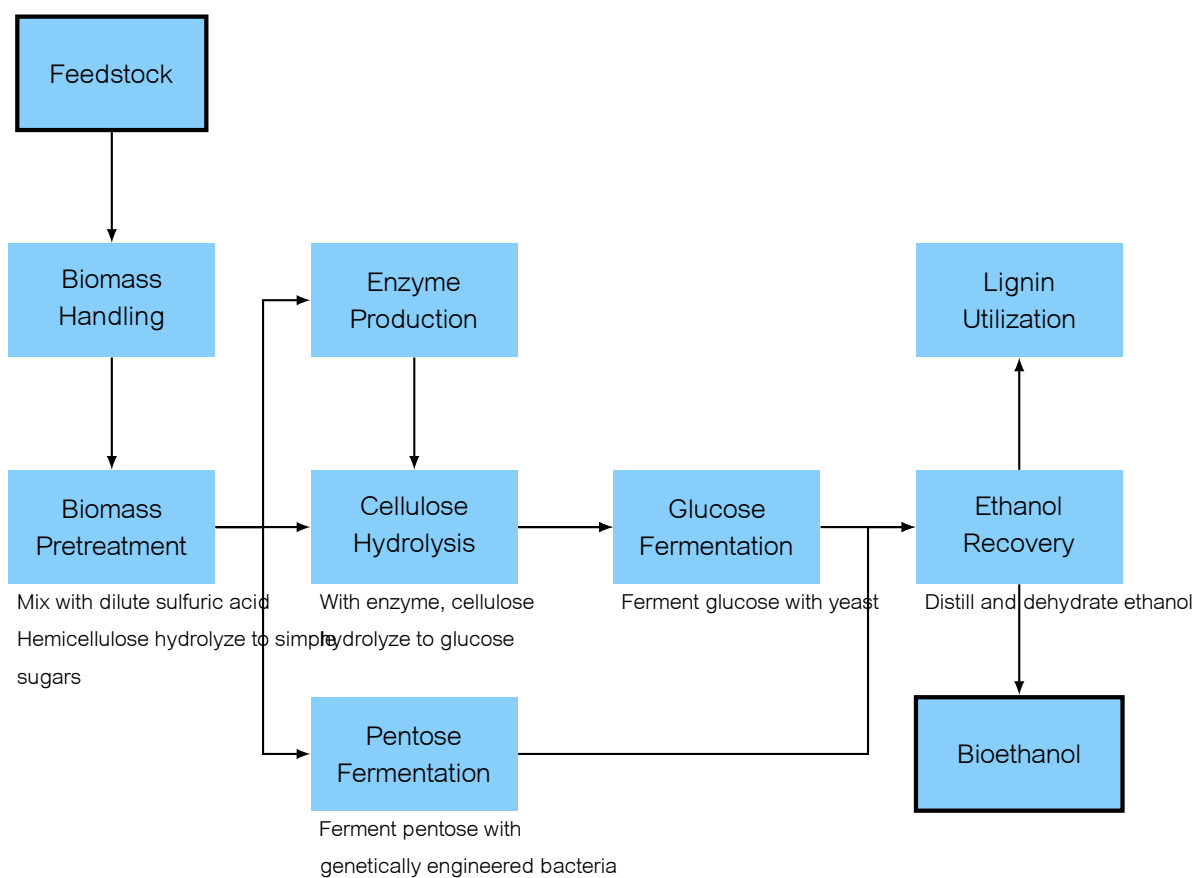 Feedstock
Biomass
Handling
Enzyme
Production
Lignin
Utilization
Biomass
Pretreatment
Mix with dilute sulfuric acid
Hemicellulose hydrolyze to simple
sugars
Cellulose
Hydrolysis
With enzyme, cellulose
hydrolyze to glucose
Glucose
Fermentation
Ferment glucose with yeast
Ethanol
Recovery
Distill and dehydrate ethanol
Pentose
Fermentation
Ferment pentose with
genetically engineered bacteria
Bioethanol